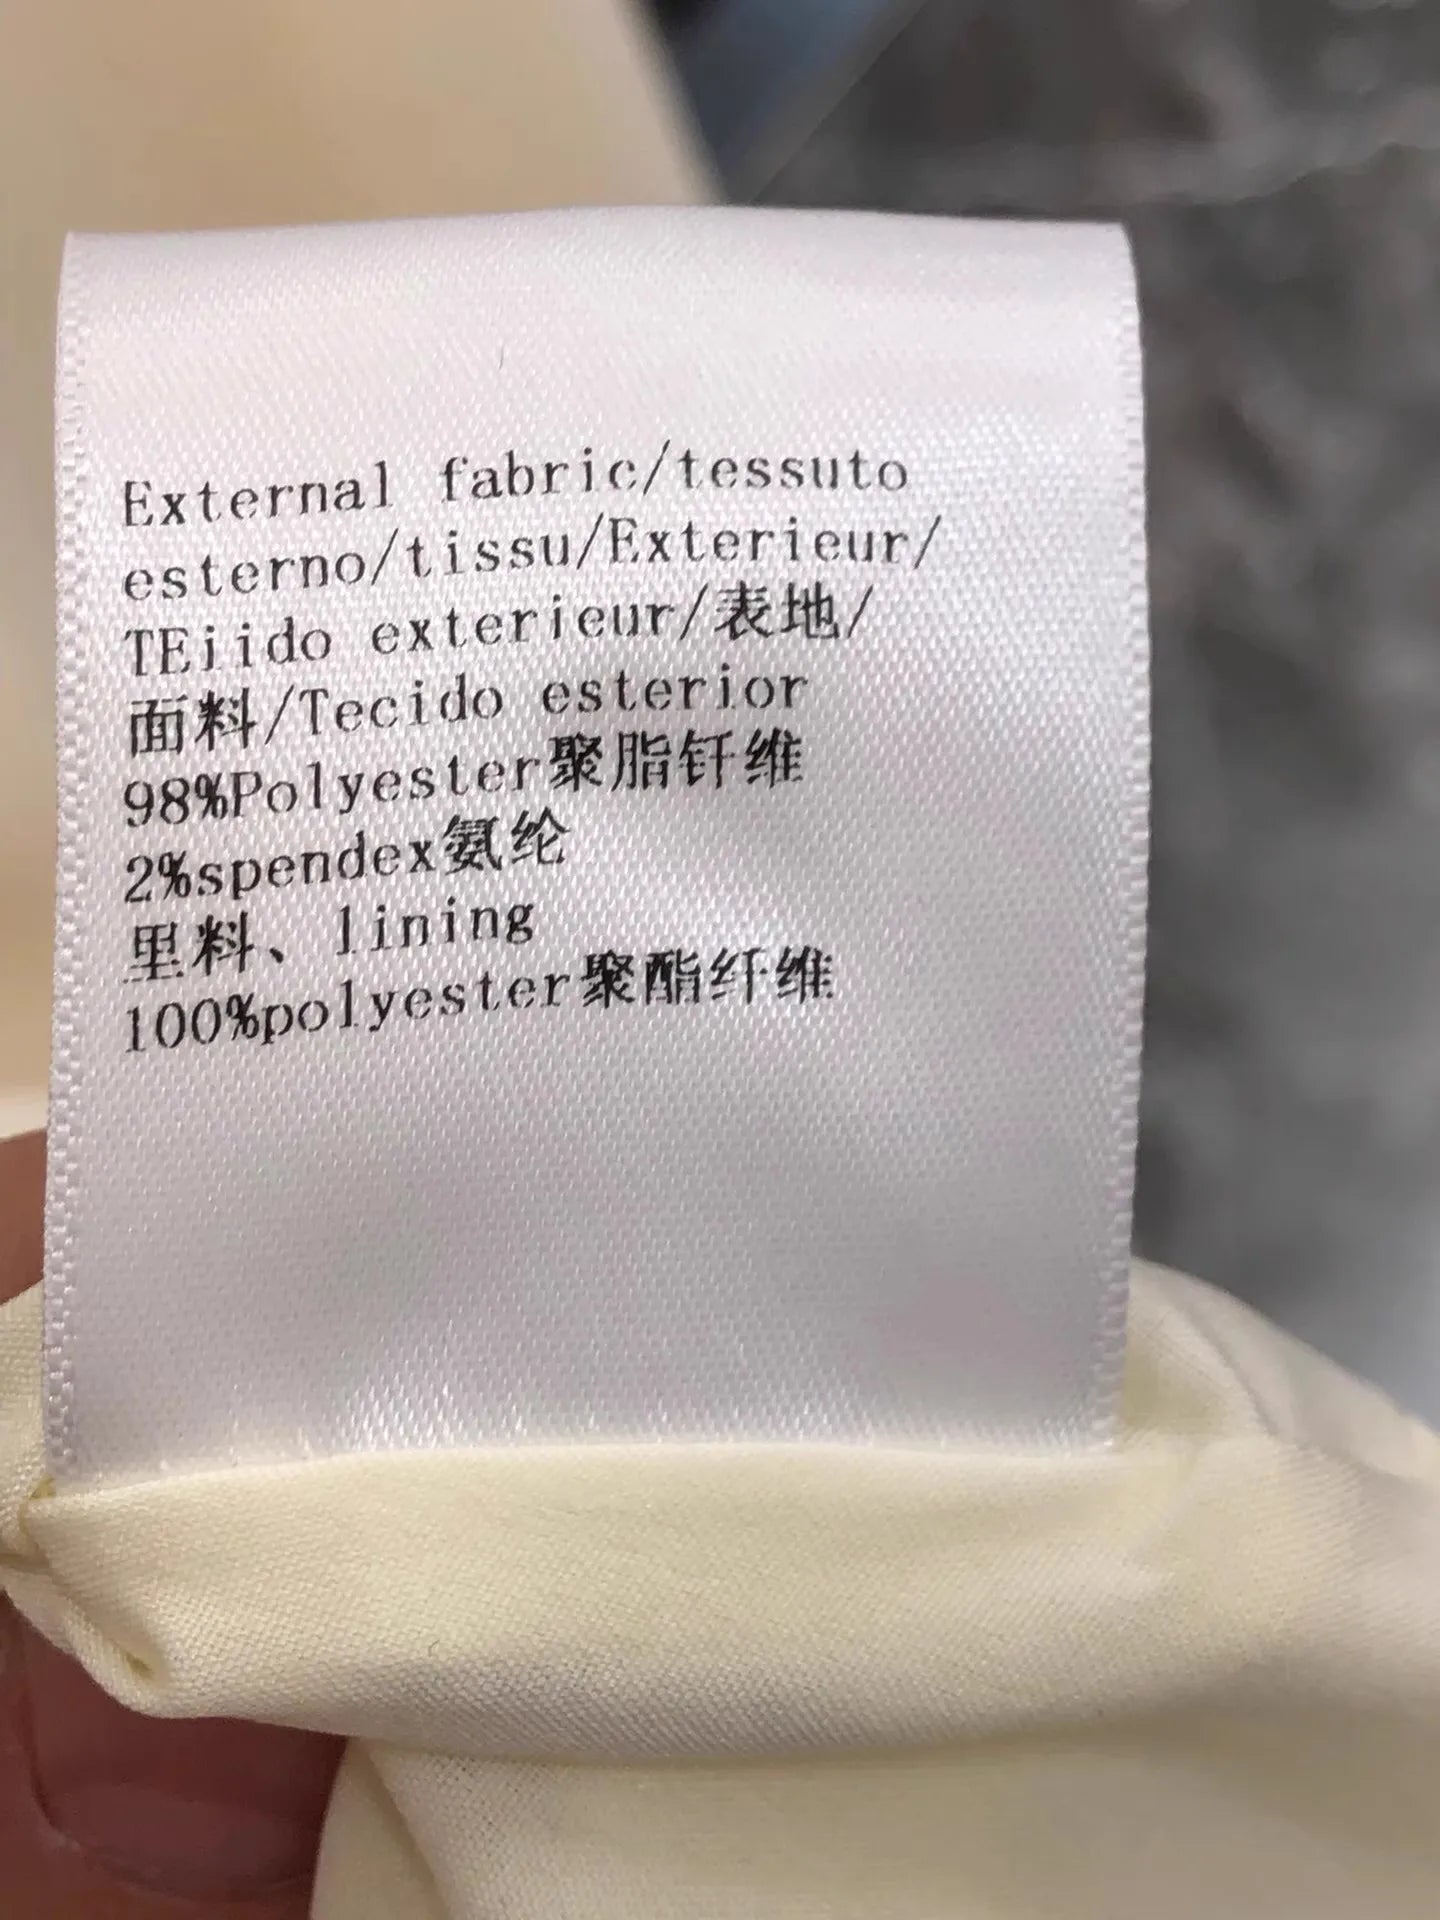 External fabric/tessuto
esterno/tissu/Exterieur/
TEjido exterieur/表地/
面料/Tecido esterior
98%Polyester聚脂钎维
2%spendex氨纶
里料、lining
100%polyester聚酯纤维